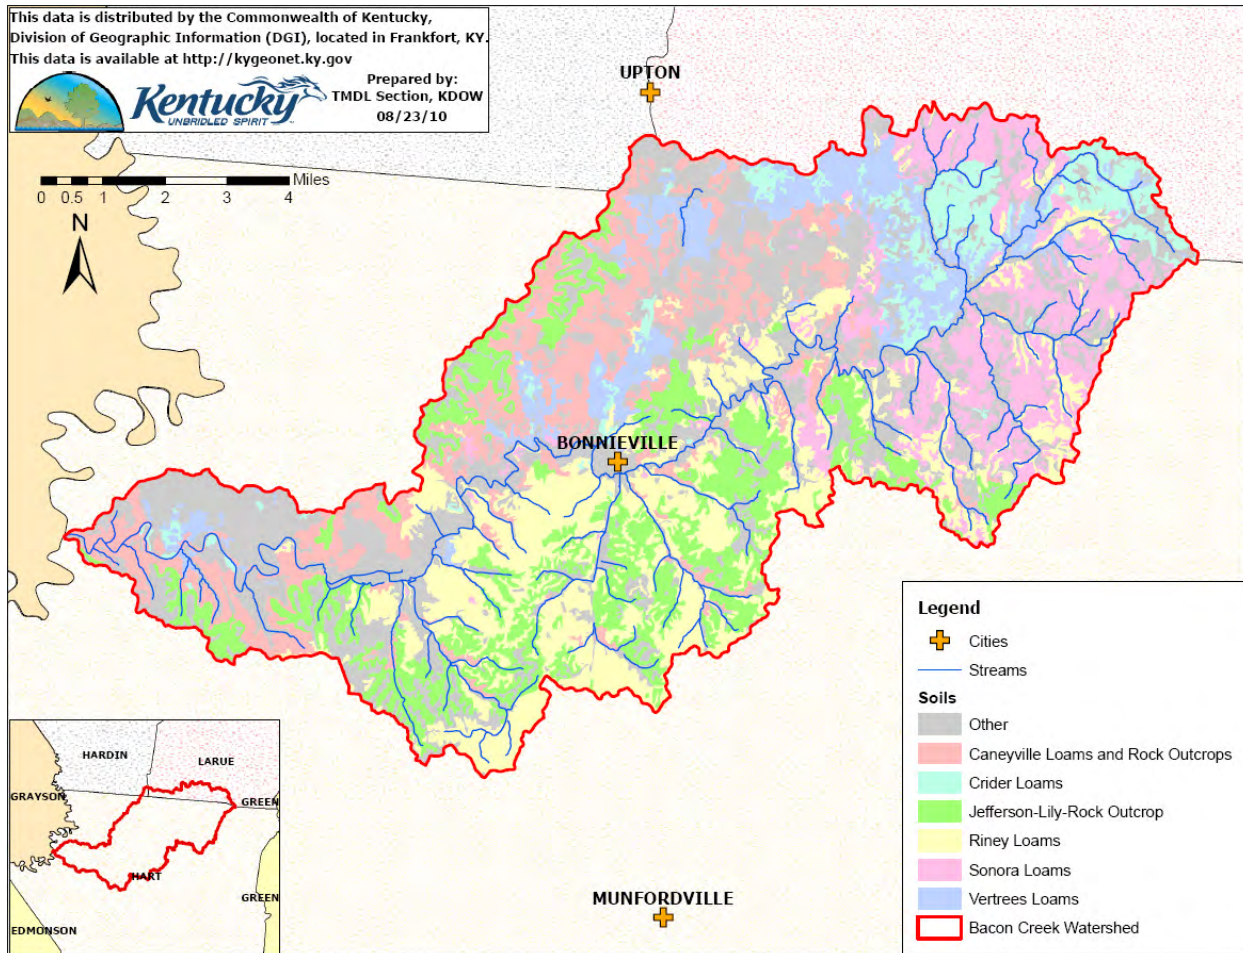 This data is distributed by the Commonwealth of Kentucky,
Division of Geographic Information (DGI), located in Frankfort, KY.
This data is available at http://kygeonet.ky.gov
Kentucky
UNBRIDLED SPIRIT
Prepared by:
TMDL Section, KDOW
08/23/10
UPTON
Miles
0 0.5 1 2 3 4
N
BONNIEVILLE
MUNFORDVILLE
Legend
Cities
Streams
Soils
Other
Caneyville Loams and Rock Outcrops
Crider Loams
Jefferson-Lily-Rock Outcrop
Riney Loams
Sonora Loams
Vertrees Loams
Bacon Creek Watershed
HARDIN
LARUE
GRAYSON
GREEN
HART
GREEN
EDMONSON